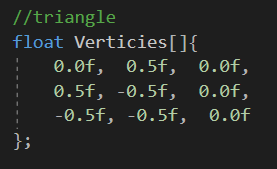 //triangle
float Verticies[]{
0.0f, 0.5f, 0.0f,
0.5f, -0.5f, 0.0f,
-0.5f, -0.5f, 0.0f
};